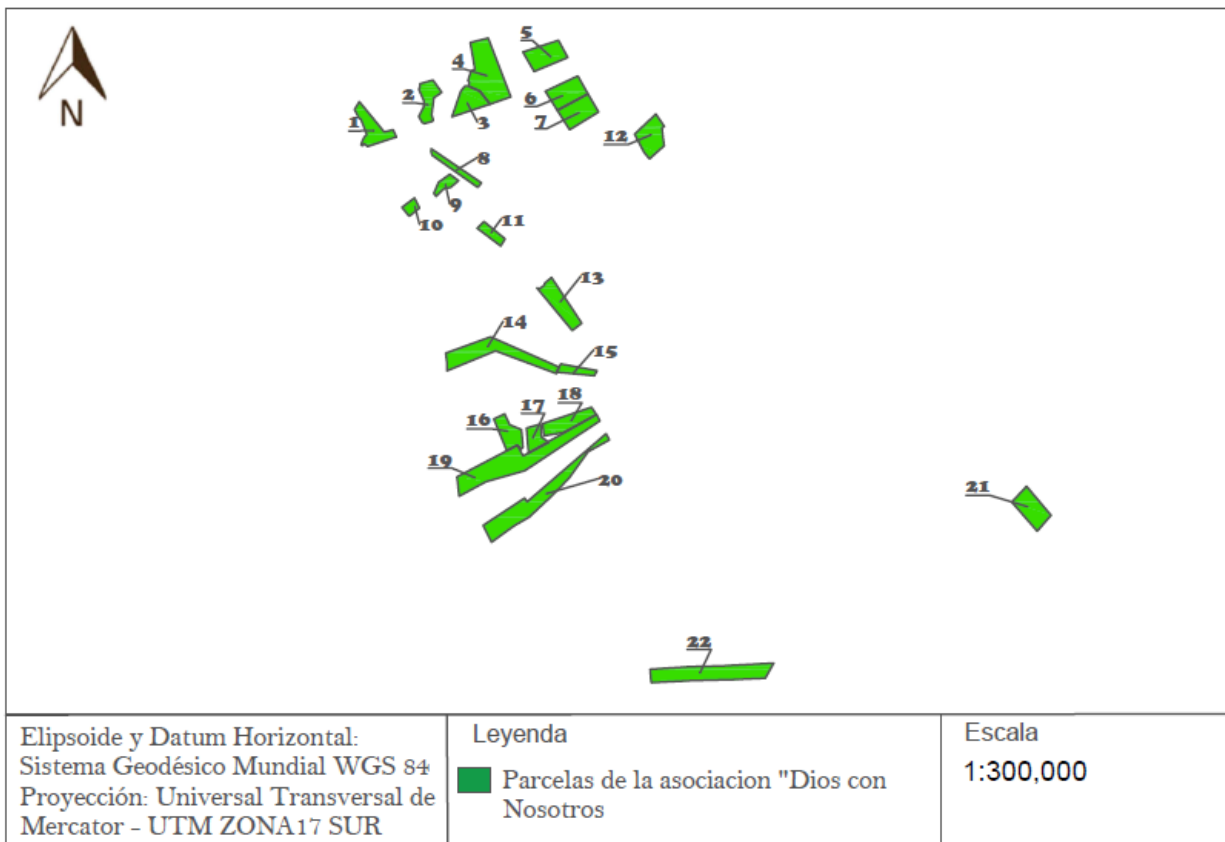 N
5
4
2
6
3
1
7
12
8
9
10
11
13
14
15
18
17
16
19
20
21
22
Elipsoide y Datum Horizontal:
Sistema Geodésico Mundial WGS 84
Proyección: Universal Transversal de
Mercator - UTM ZONA17 SUR
Leyenda
Parcelas de la asociacion "Dios con
Nosotros
Escala
1:300,000